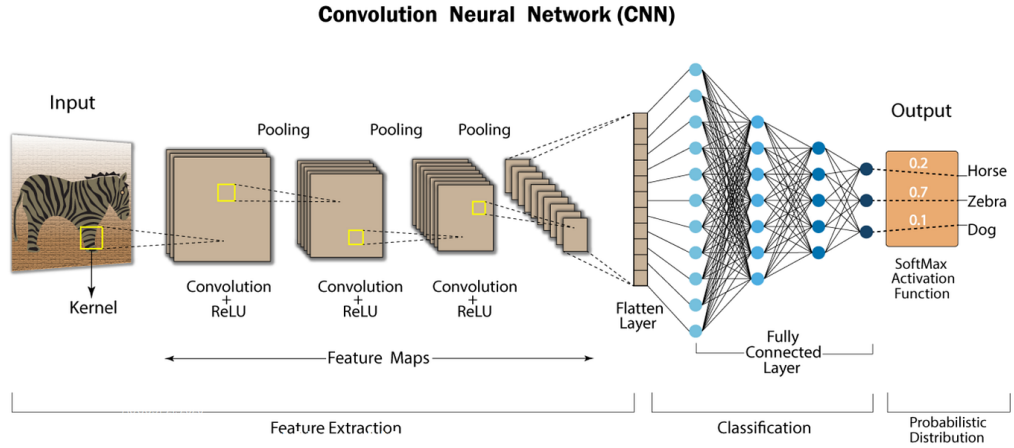 Convolution Neural Network (CNN)
Input
Pooling
Pooling
Pooling
Output
0.2
Horse
0.7
Zebra
0.1
Dog
SoftMax
Activation
Function
Kernel
Convolution
+
ReLU
Convolution
+
ReLU
Convolution
+
ReLU
Flatten
Layer
Fully
Connected
Layer
Feature Maps
Feature Extraction
Classification
Probabilistic
Distribution